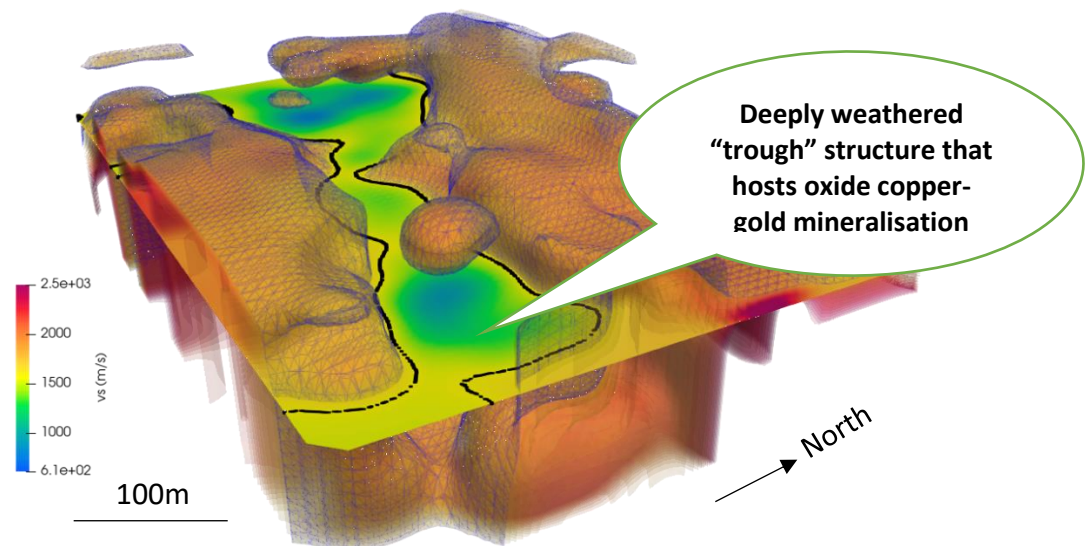 Deeply weathered
“trough” structure that
hosts oxide copper-
gold mineralisation
2.5e+03
2000
1500
1000
6.1e+02
vs (m/s)
100m
North